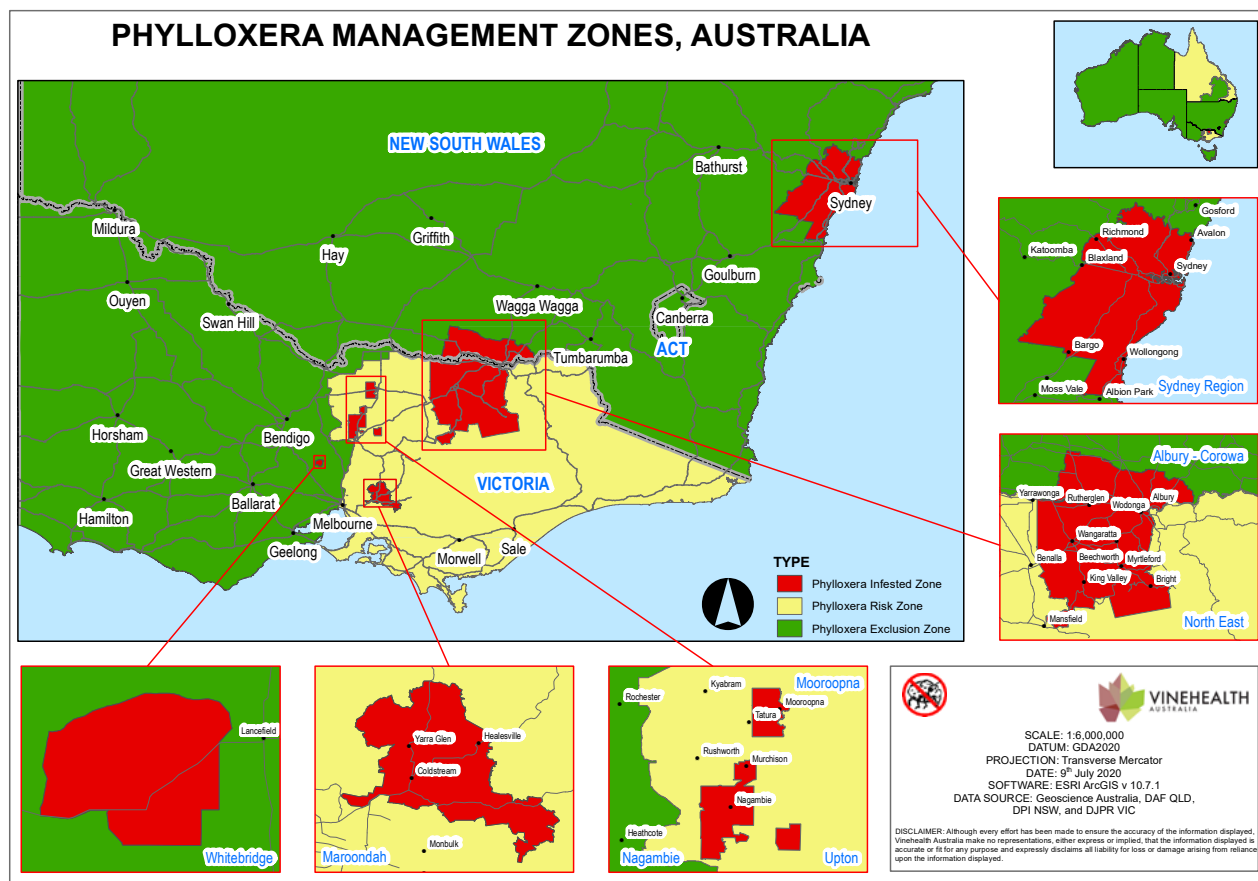 PHYLLOXERA MANAGEMENT ZONES, AUSTRALIA
NEW SOUTH WALES
Bathurst
Sydney
Mildura
Griffith
Hay
Goulburn
Ouyen
Swan Hill
Wagga Wagga
Canberra
ACT
Tumbarumba
Horsham
Bendigo
Great Western
VICTORIA
Ballarat
Hamilton
Melbourne
Geelong
Morwell
Sale
TYPE
Phylloxera Infested Zone
Phylloxera Risk Zone
Phylloxera Exclusion Zone
Gosford
Richmond
Avalon
Katoomba
Blaxland
Sydney
Bargo
Wollongong
Moss Vale
Albion Park
Sydney Region
Albury - Corowa
Yarrawonga
Rutherglen
Albury
Wodonga
Wangaratta
Benalla
Beechworth
Myrtleford
King Valley
Bright
Mansfield
North East
Lancefield
Whitebridge
Yarra Glen
Healesville
Coldstream
Monbulk
Maroondah
Rochester
Kyabram
Mooroopna
Mooroopna
Tatura
Rushworth
Murchison
Nagambie
Heathcote
Nagambie
Upton
VINEHEALTH
AUSTRALIA
SCALE: 1:6,000,000
DATUM: GDA2020
PROJECTION: Transverse Mercator
DATE: 9th July 2020
SOFTWARE: ESRI ArcGIS v 10.7.1
DATA SOURCE: Geoscience Australia, DAF QLD,
DPI NSW, and DJPR VIC
DISCLAIMER: Although every effort has been made to ensure the accuracy of the information displayed,
Vinehealth Australia make no representations, either express or implied, that the information displayed is
accurate or fit for any purpose and expressly disclaims all liability for loss or damage arising from reliance
upon the information displayed.